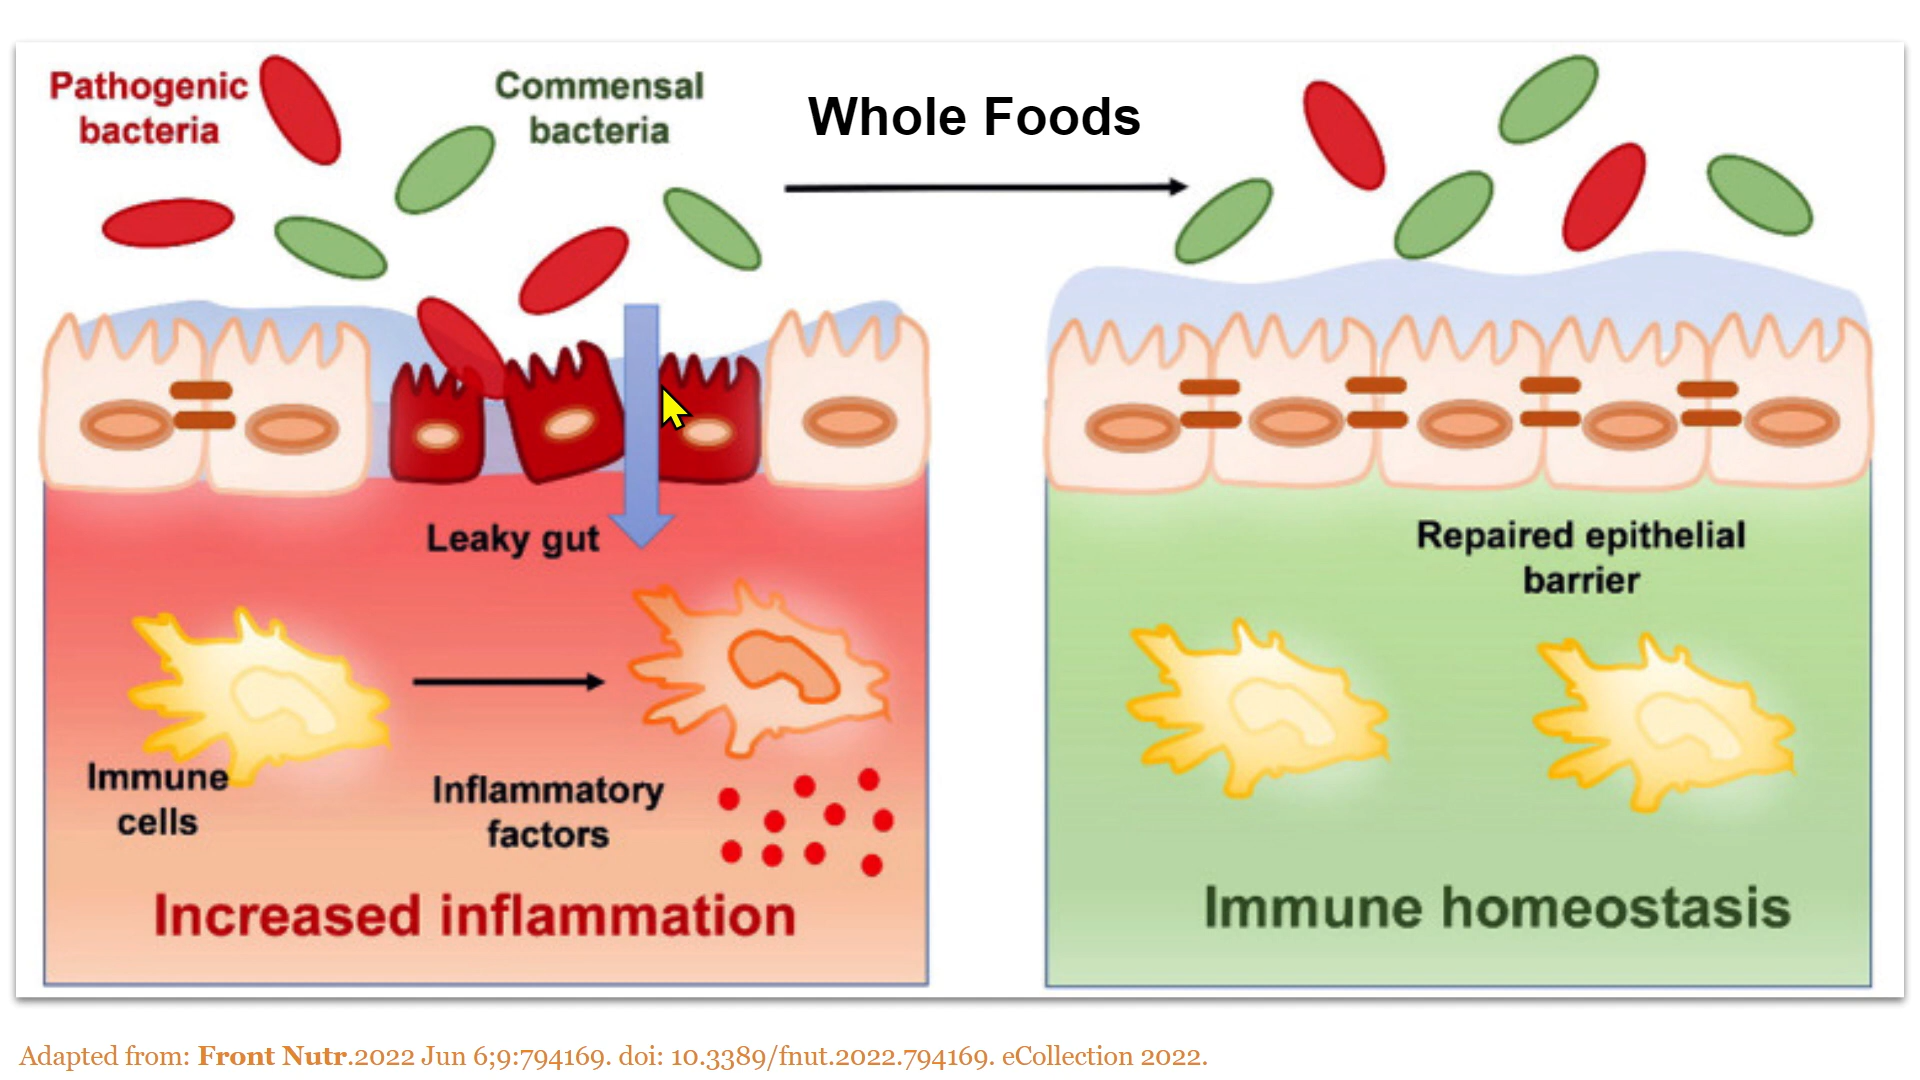 Pathogenic
bacteria
Commensal
bacteria
Whole Foods
Leaky gut
Immune
cells
Inflammatory
factors
Increased inflammation
Repaired epithelial
barrier
Immune homeostasis
Adapted from: Front Nutr.2022 Jun 6;9:794169. doi: 10.3389/fnut.2022.794169. eCollection 2022.